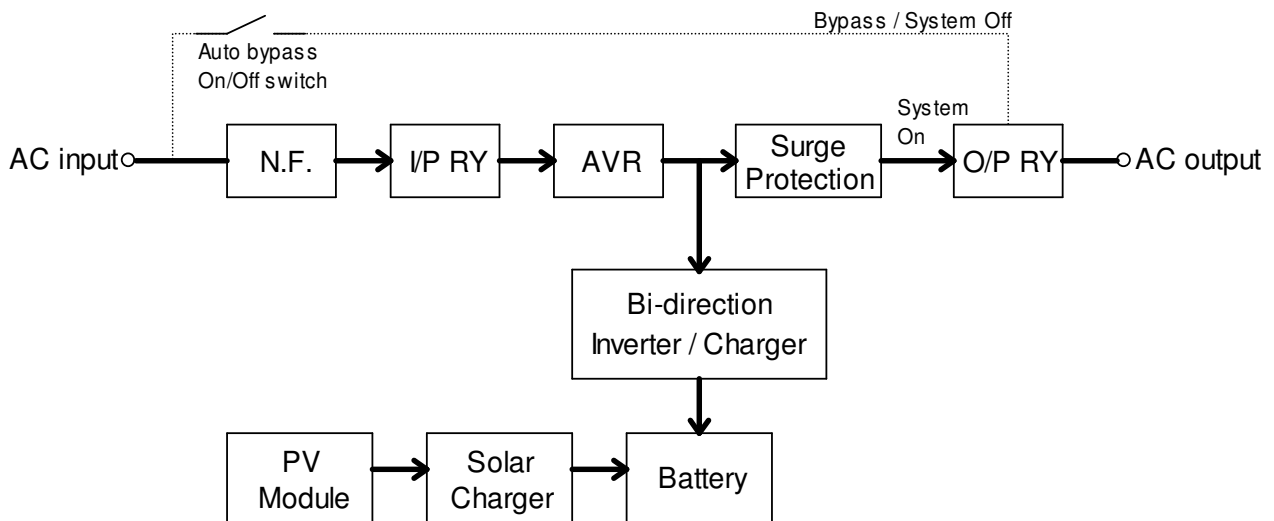 Bypass / System Off
Auto bypass
On/Off switch
System
On
AC input
N.F.
I/P RY
AVR
Surge
Protection
O/P RY
AC output
Bi-direction
Inverter / Charger
PV
Module
Solar
Charger
Battery